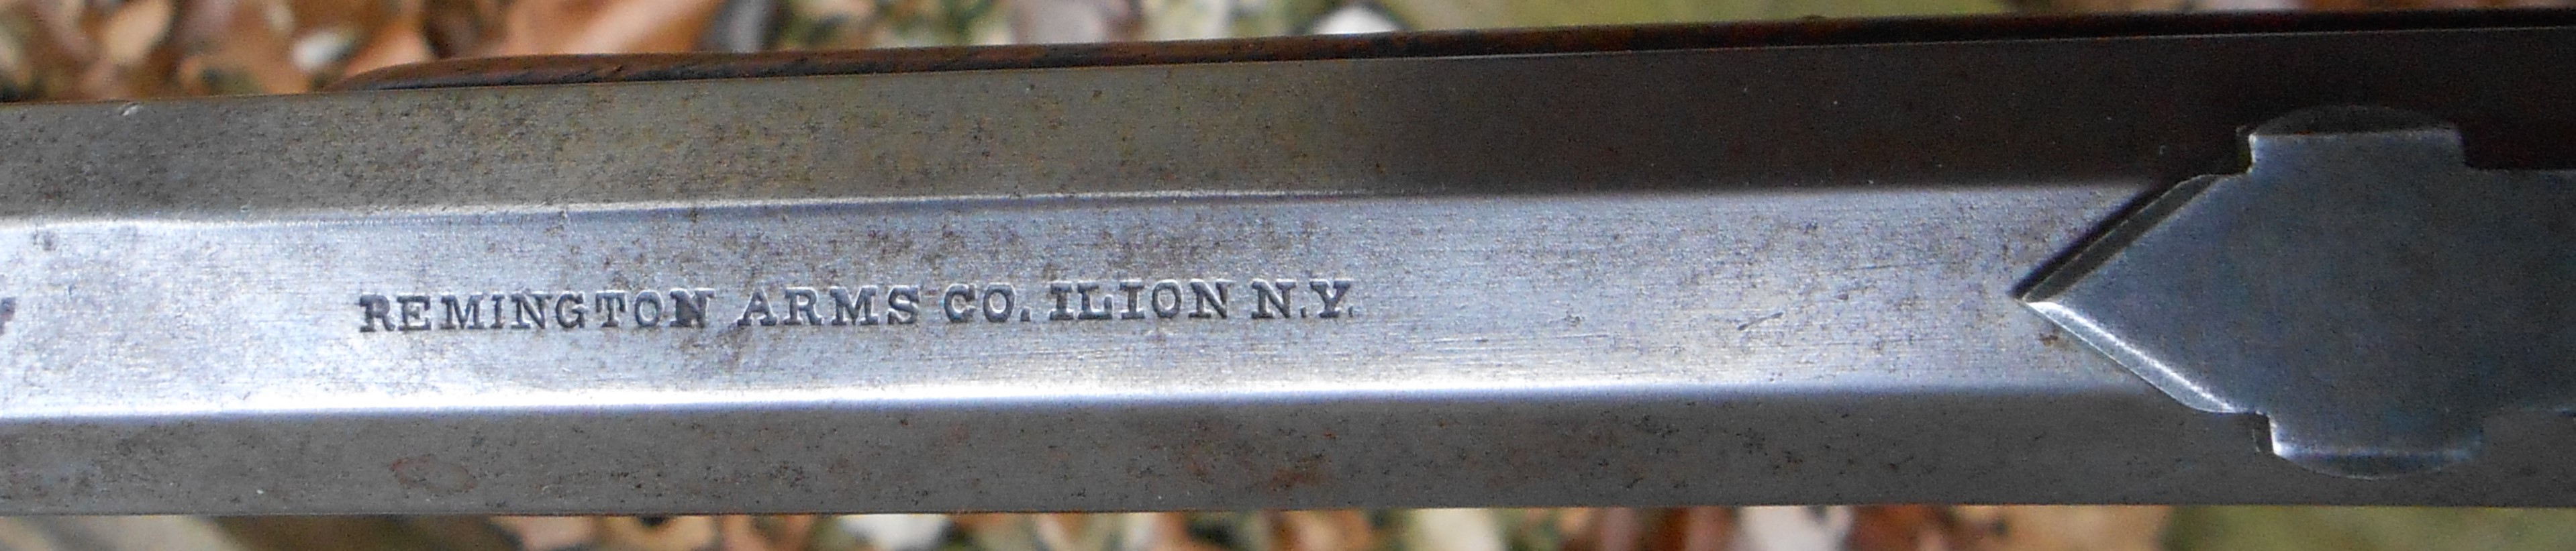 REMINGTON ARMS CO. ILION N.Y.